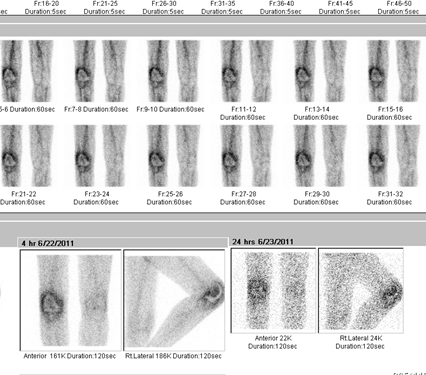 Fr:16-20 Fr:21-25 Fr:26-30 Fr:31-35 Fr:36-40 Fr:41-45 Fr:46-50
Duration:5sec Duration:5sec Duration:5sec Duration:5sec Duration:5sec Duration:5sec Duration:5sec
5-6 Duration:60sec Fr:7-8 Duration:60sec Fr:9-10 Duration:60sec Fr:11-12 Fr:13-14 Fr:15-16
Duration:60sec Duration:60sec Duration:60sec
Fr:21-22 Fr:23-24 Fr:25-26 Fr:27-28 Fr:29-30 Fr:31-32
Duration:60sec Duration:60sec Duration:60sec Duration:60sec Duration:60sec Duration:60sec
4 hr 6/22/2011 24 hrs 6/23/2011
Anterior 22K Rt.Lateral 24K
Duration:120sec Duration:120sec
Anterior 161K Duration:120sec Rt.Lateral 186K Duration:120sec